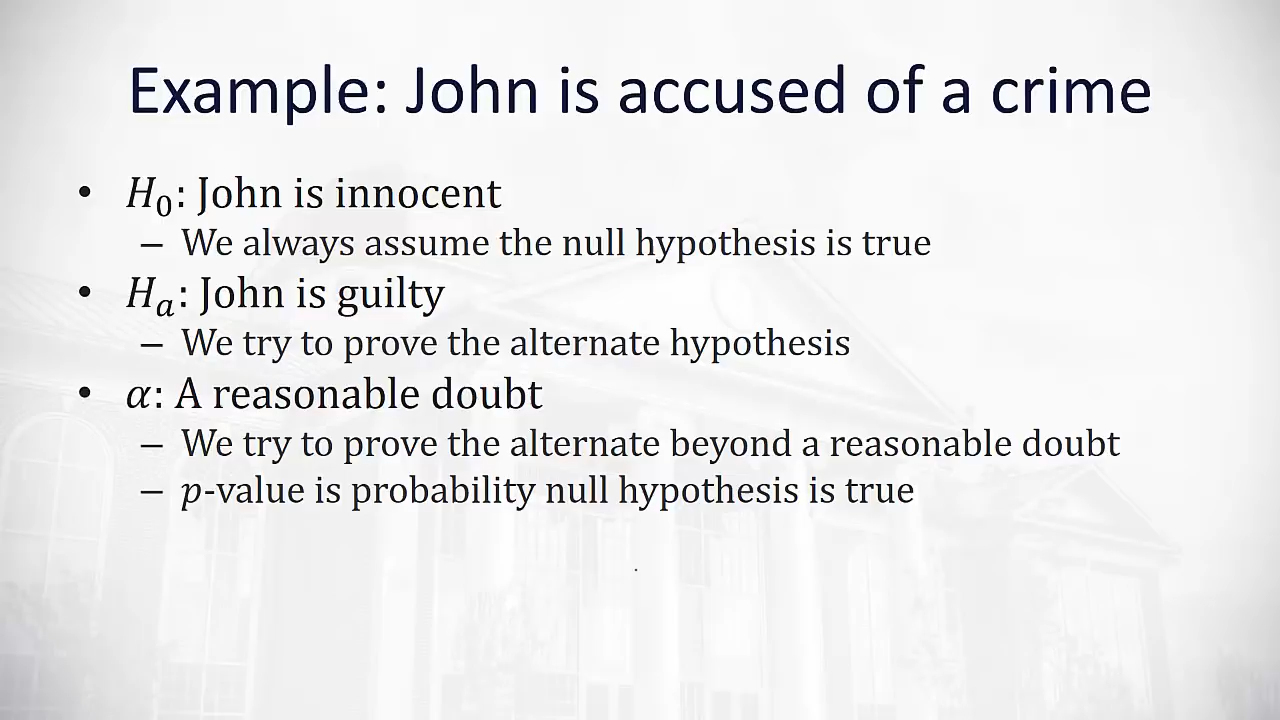 Example: John is accused of a crime
• H₀: John is innocent
– We always assume the null hypothesis is true
• Hₐ: John is guilty
– We try to prove the alternate hypothesis
• α: A reasonable doubt
– We try to prove the alternate beyond a reasonable doubt
– p-value is probability null hypothesis is true